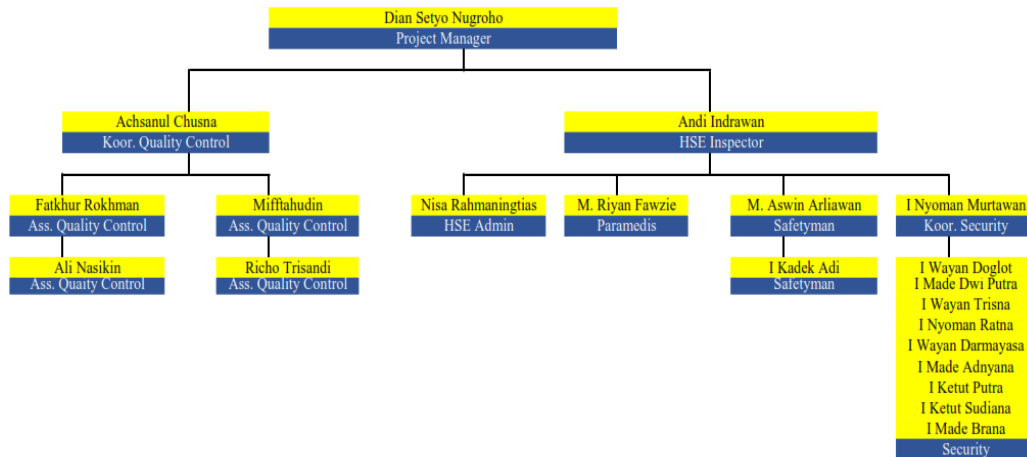 Dian Setyo Nugroho
Project Manager
Achsanul Chusna
Koor. Quality Control
Andi Indrawan
HSE Inspector
Fatkhur Rokhman
Ass. Quality Control
Mifftahudin
Ass. Quality Control
Nisa Rahmaningtias
HSE Admin
M. Riyan Fawzie
Paramedis
M. Aswin Arliawan
Safetyman
I Nyoman Murtawan
Koor. Security
Ali Nasikin
Ass. Quaity Control
Richo Trisandi
Ass. Quality Control
I Kadek Adi
Safetyman
I Wayan Doglot
I Made Dwi Putra
I Wayan Trisna
I Nyoman Ratna
I Wayan Darmayasa
I Made Adnyana
I Ketut Putra
I Ketut Sudiana
I Made Brana
Security